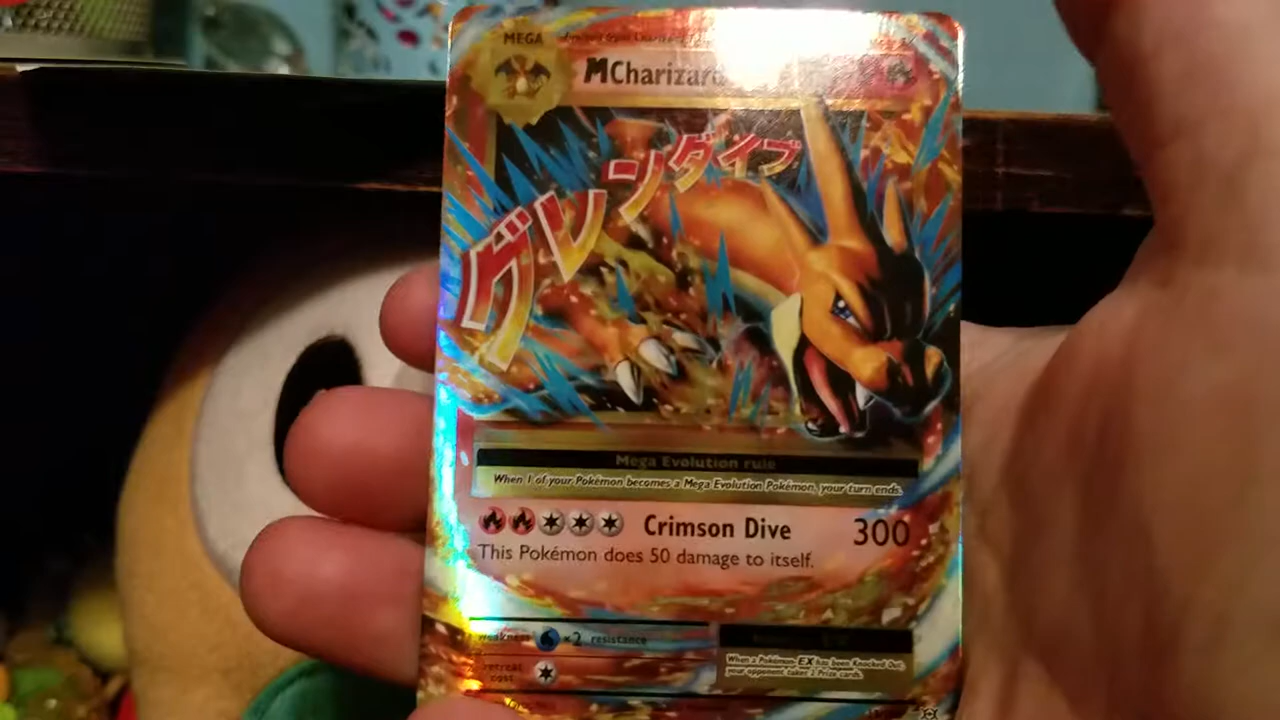 MEGA
MCharizard
グレンダイブ
Mega Evolution rule
When 1 of your Pokémon becomes a Mega Evolution Pokémon, your turn ends.
Crimson Dive 300
This Pokémon does 50 damage to itself.
weakness ×2 resistance
retreat cost
When a Pokémon-EX has been Knocked Out, your opponent takes 2 Prize cards.